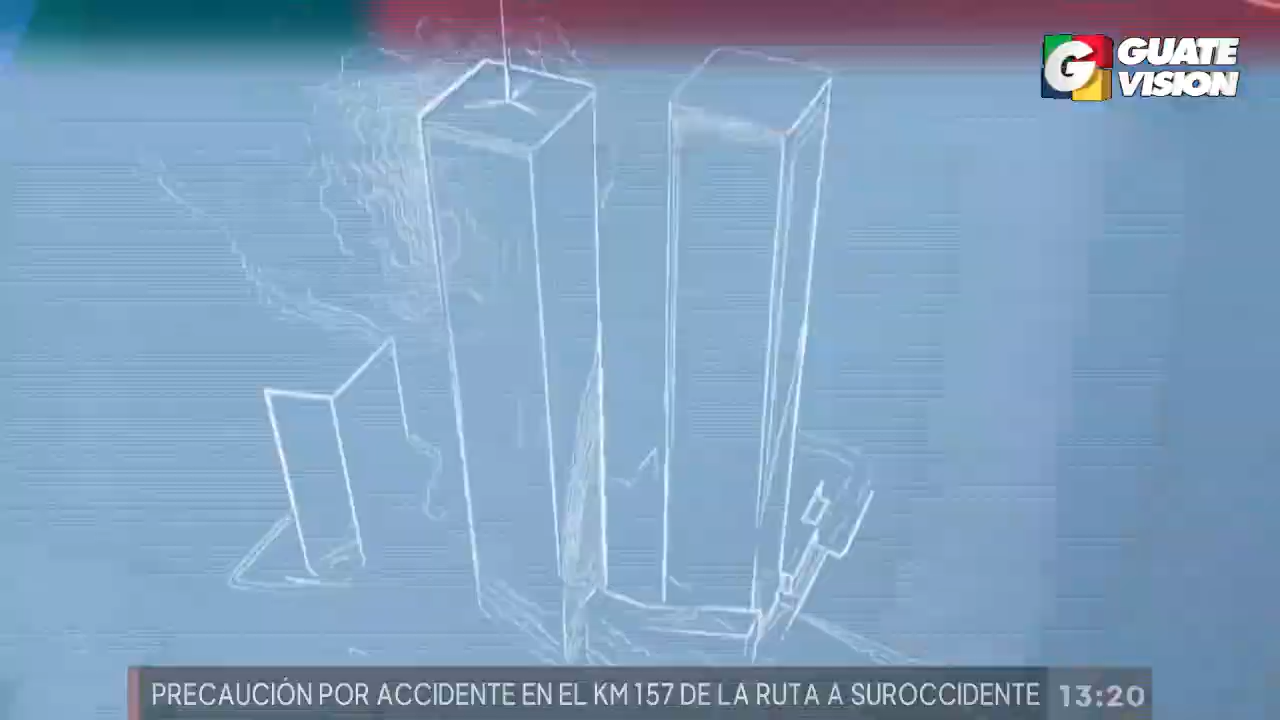 GUATE
VISION
PRECAUCIÓN POR ACCIDENTE EN EL KM 157 DE LA RUTA A SUROCCIDENTE 13:20